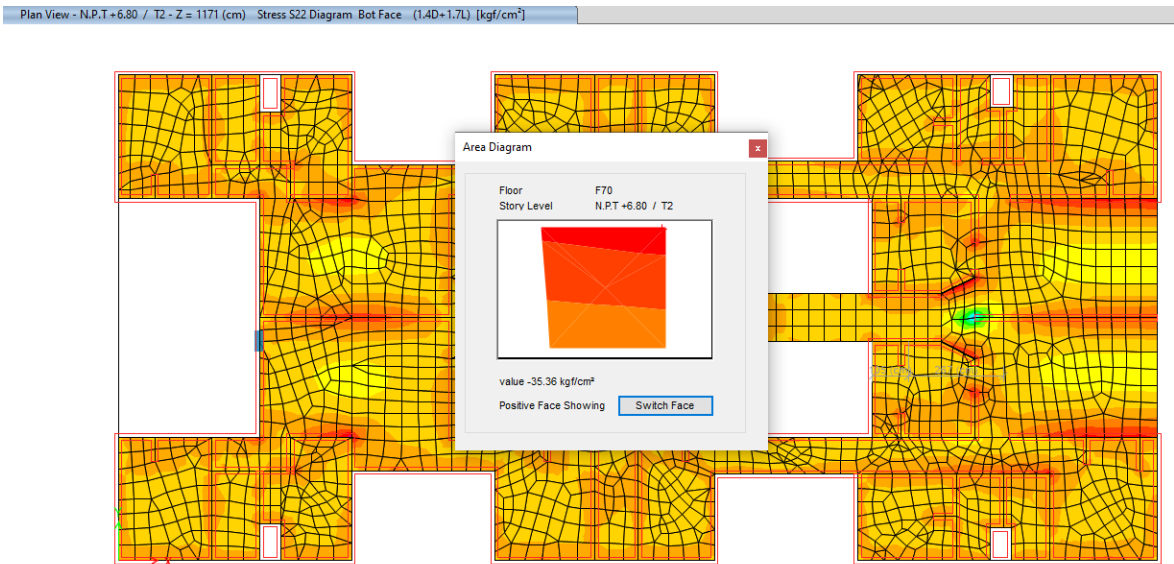 Plan View - N.P.T +6.80 / T2 - Z = 1171 (cm) Stress S22 Diagram Bot Face (1.4D+1.7L) [kgf/cm²]
Area Diagram
x
Floor F70
Story Level N.P.T +6.80 / T2
value -35.36 kgf/cm²
Positive Face Showing Switch Face
Y
X